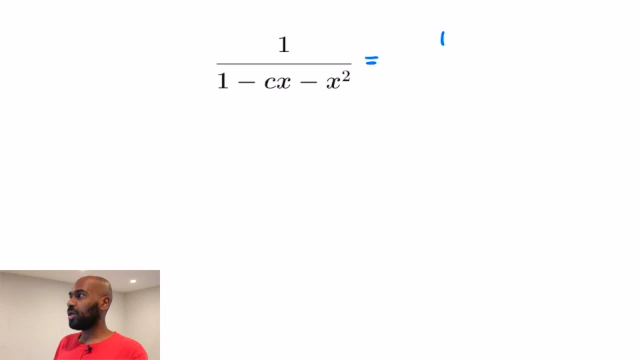 1
1 − cx − x² =